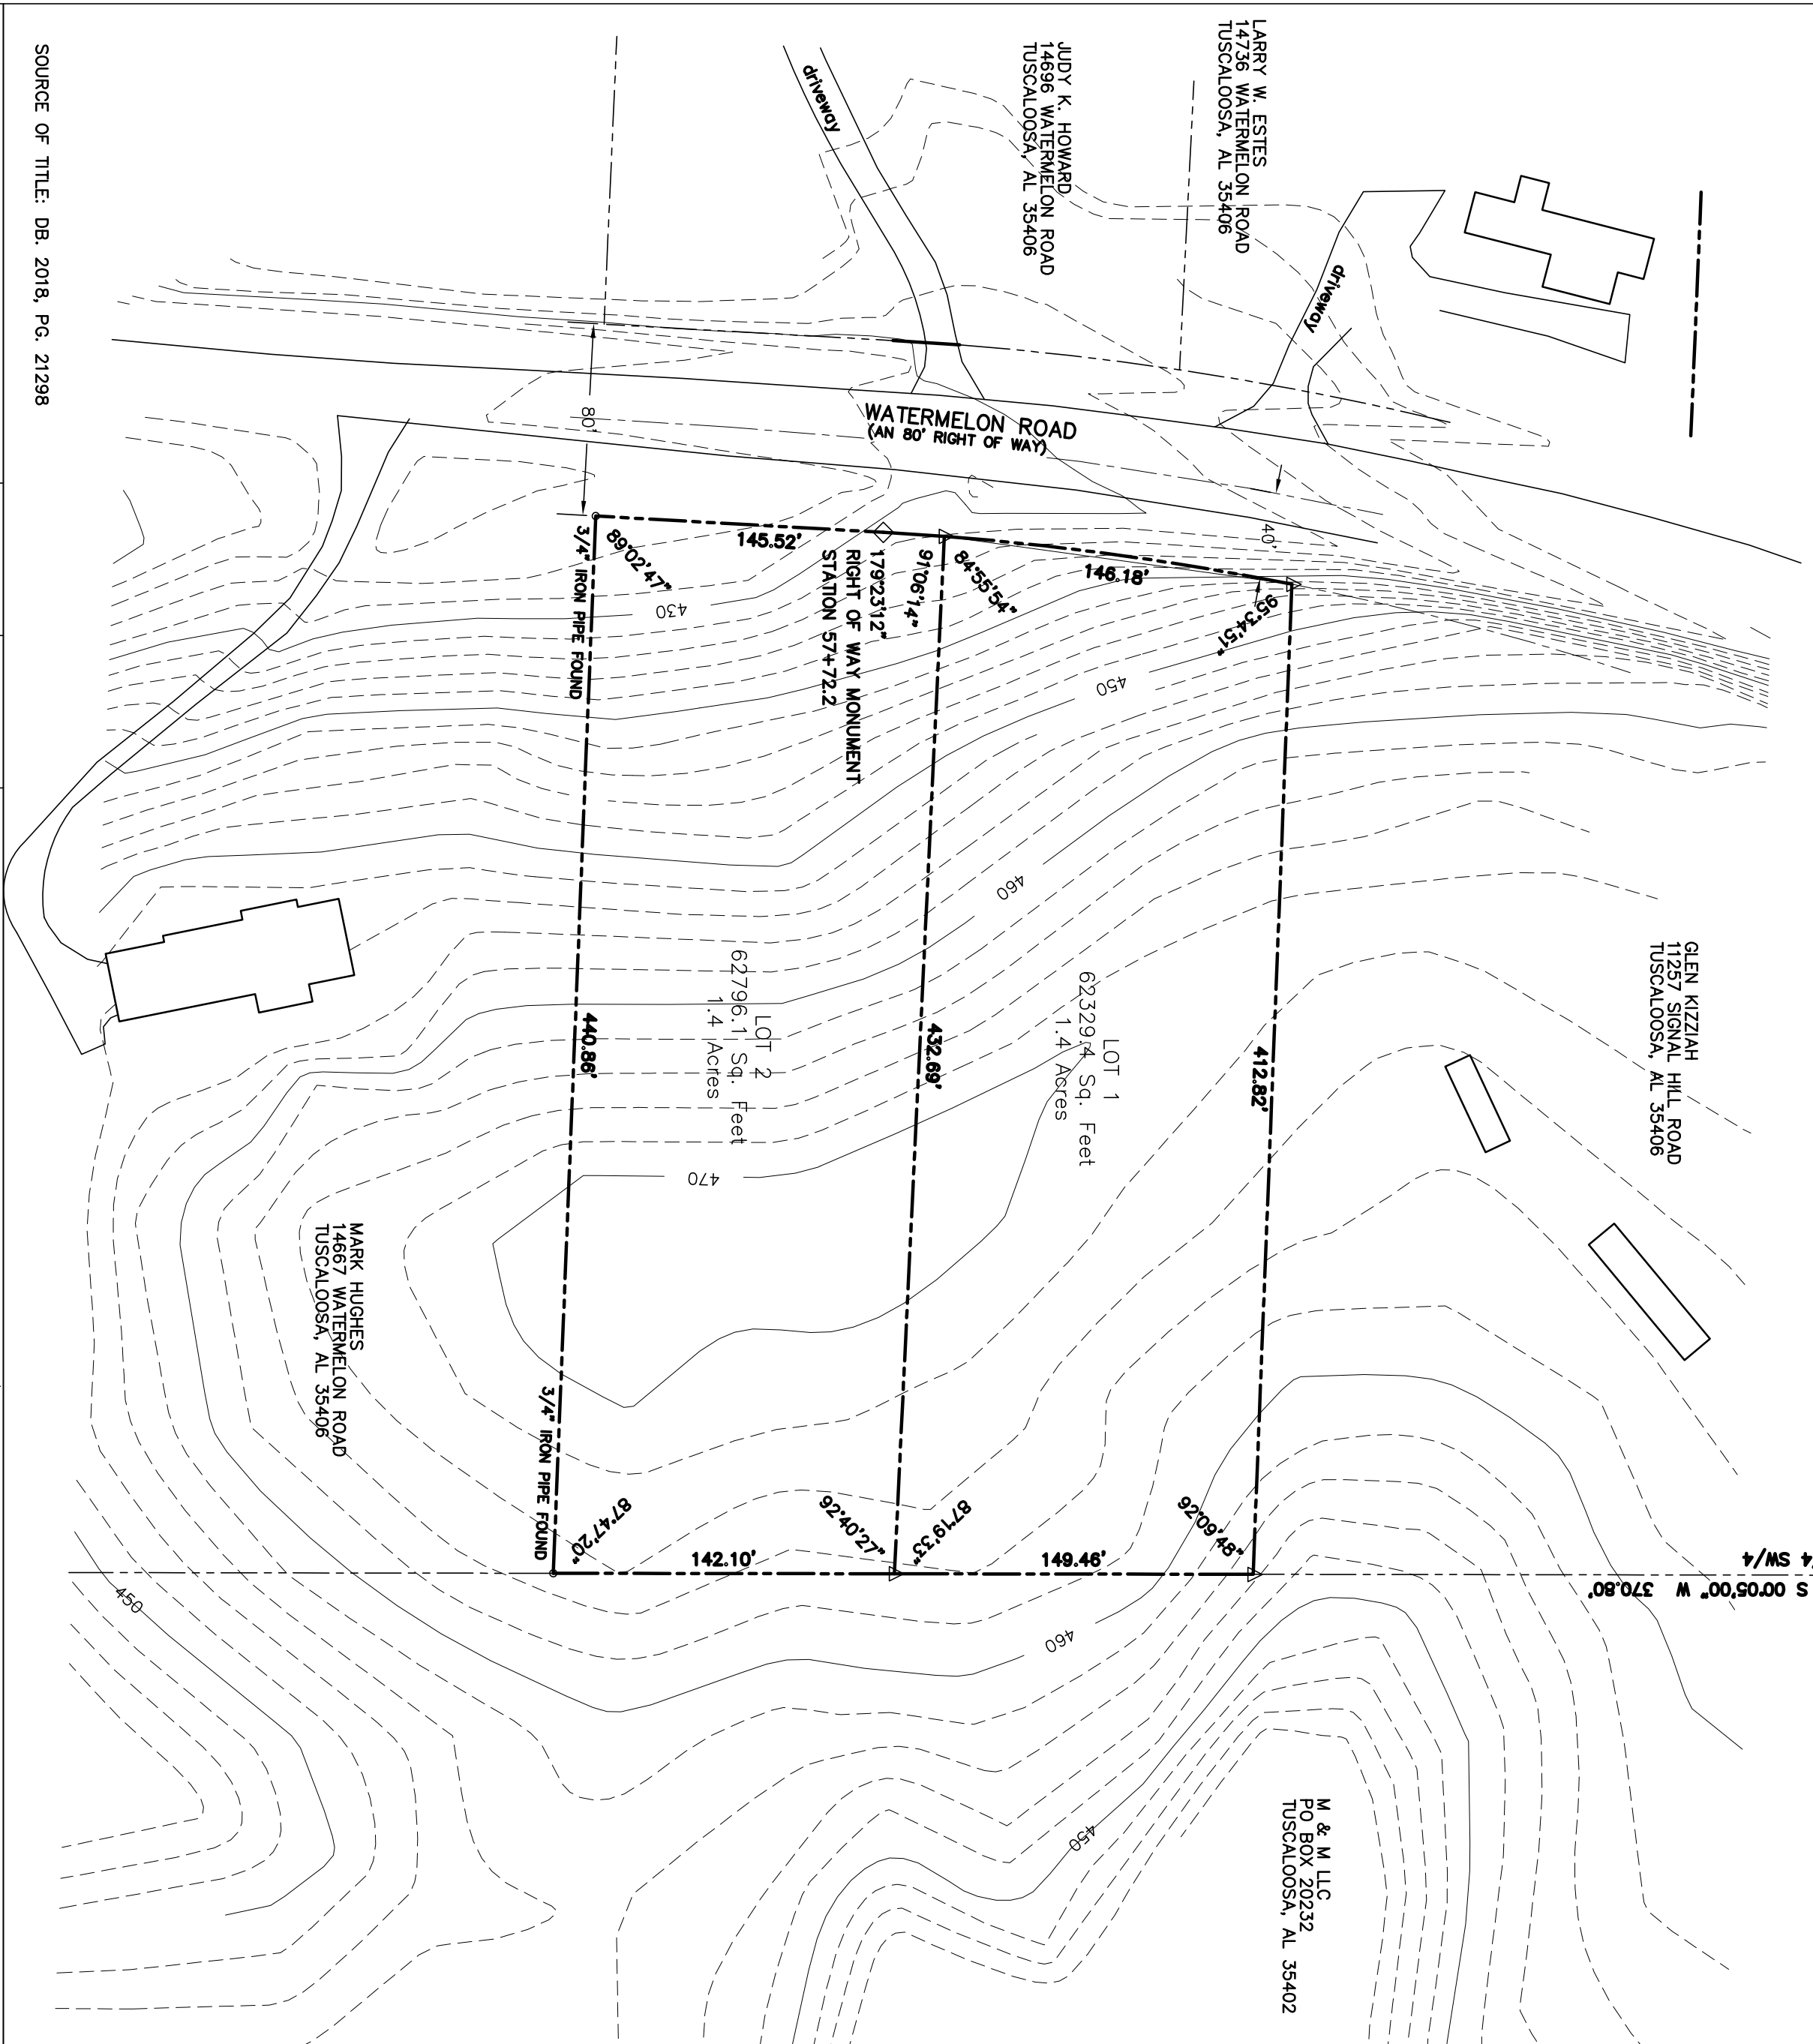 LARRY W. ESTES
14736 WATERMELON ROAD
TUSCALOOSA, AL 35406
JUDY K. HOWARD
14696 WATERMELON ROAD
TUSCALOOSA, AL 35406
driveway
driveway
SOURCE OF TITLE: DB. 2018, PG. 21298
WATERMELON ROAD
(AN 80' RIGHT OF WAY)
80'
40'
145.52'
146.18'
89°02'47"
179°23'12"
91°06'14"
84°55'54"
95°34'51"
3/4" IRON PIPE FOUND
RIGHT OF WAY MONUMENT
STATION 57+72.2
430
450
460
GLEN KIZZIAH
11257 SIGNAL HILL ROAD
TUSCALOOSA, AL 35406
LOT 1
62329.4 Sq. Feet
1.4 Acres
LOT 2
62796.1 Sq. Feet
1.4 Acres
412.82'
432.69'
440.86'
470
MARK HUGHES
14667 WATERMELON ROAD
TUSCALOOSA, AL 35406
3/4" IRON PIPE FOUND
87°47'20"
92°40'27"
87°19'33"
92°09'48"
142.10'
149.46'
SW/4
S 00°05'00" W 370.80'
450
460
450
M & M LLC
PO BOX 20232
TUSCALOOSA, AL 35402